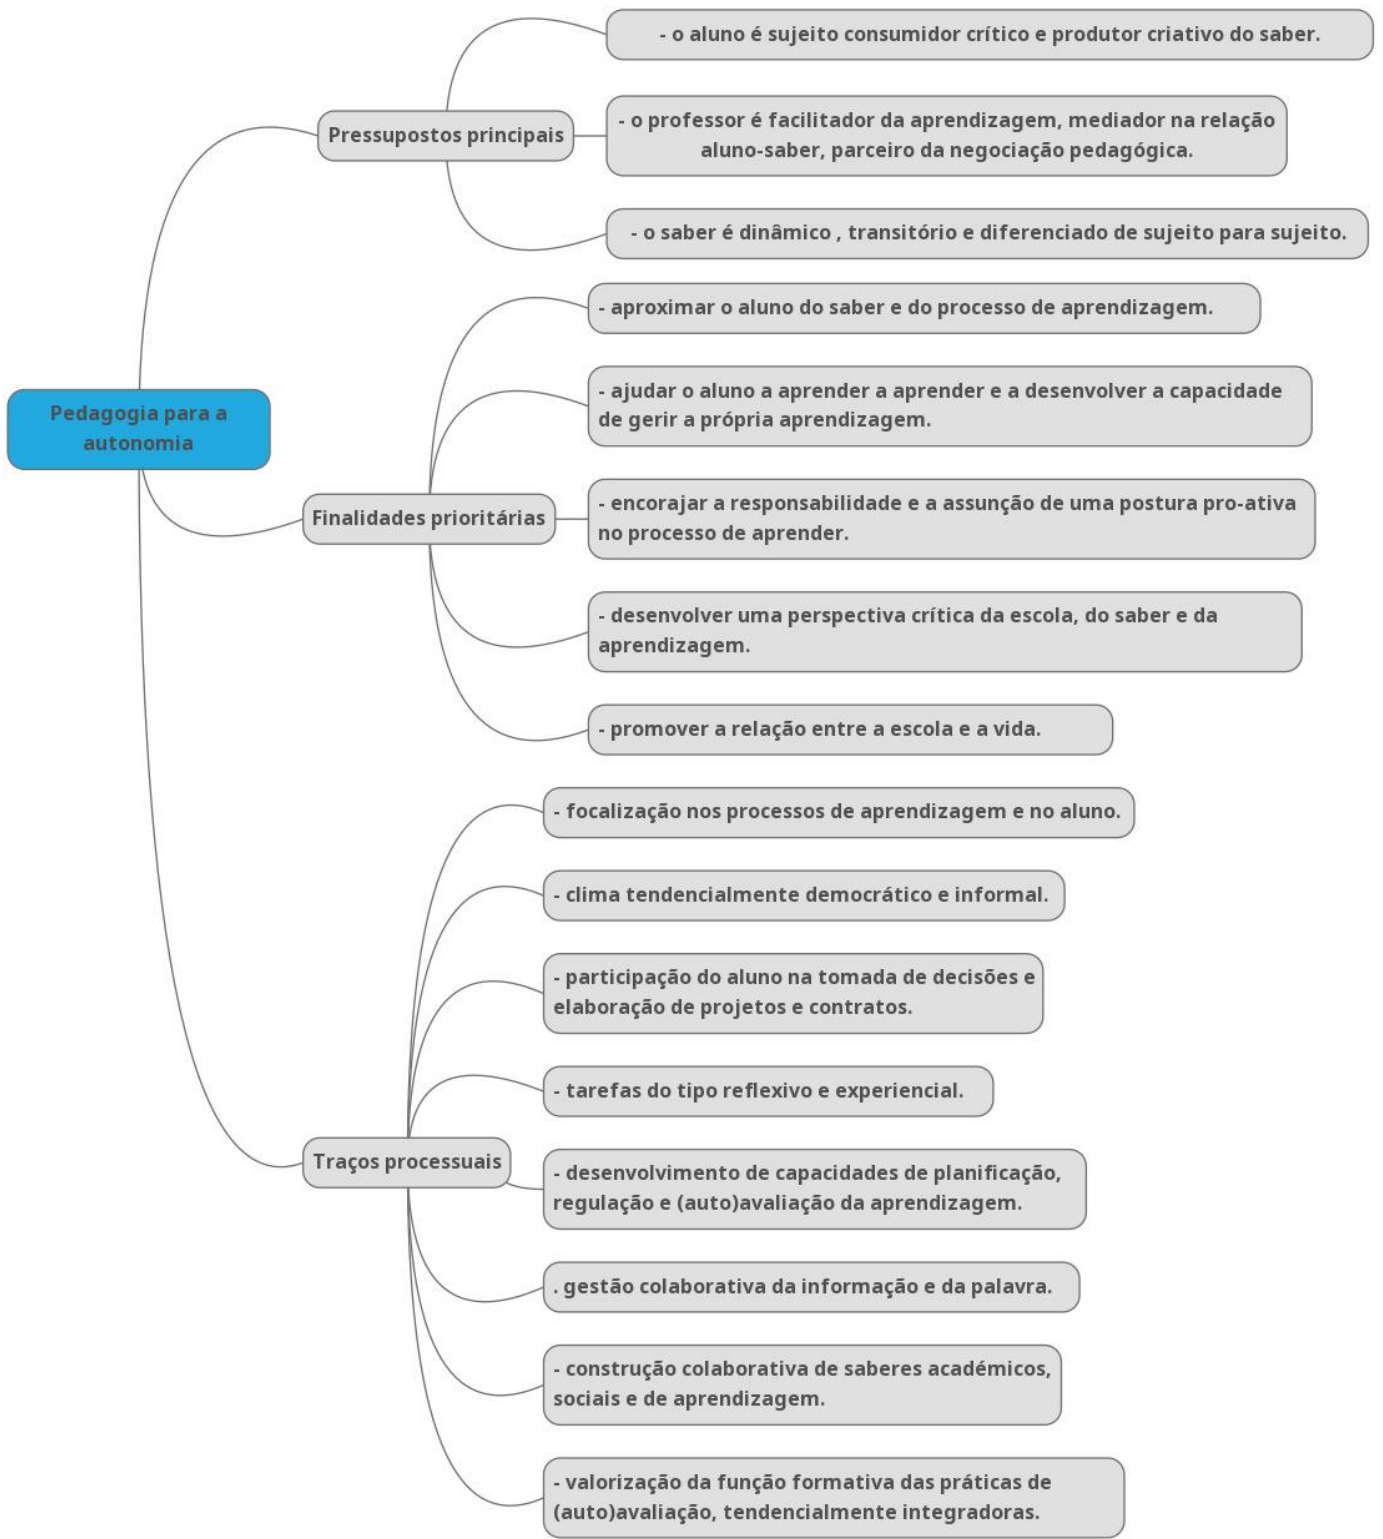 Pedagogia para a
autonomia
Pressupostos principais
- o aluno é sujeito consumidor crítico e produtor criativo do saber.
- o professor é facilitador da aprendizagem, mediador na relação
aluno-saber, parceiro da negociação pedagógica.
- o saber é dinâmico , transitório e diferenciado de sujeito para sujeito.
Finalidades prioritárias
- aproximar o aluno do saber e do processo de aprendizagem.
- ajudar o aluno a aprender a aprender e a desenvolver a capacidade
de gerir a própria aprendizagem.
- encorajar a responsabilidade e a assunção de uma postura pro-ativa
no processo de aprender.
- desenvolver uma perspectiva crítica da escola, do saber e da
aprendizagem.
- promover a relação entre a escola e a vida.
Traços processuais
- focalização nos processos de aprendizagem e no aluno.
- clima tendencialmente democrático e informal.
- participação do aluno na tomada de decisões e
elaboração de projetos e contratos.
- tarefas do tipo reflexivo e experiencial.
- desenvolvimento de capacidades de planificação,
regulação e (auto)avaliação da aprendizagem.
. gestão colaborativa da informação e da palavra.
- construção colaborativa de saberes académicos,
sociais e de aprendizagem.
- valorização da função formativa das práticas de
(auto)avaliação, tendencialmente integradoras.